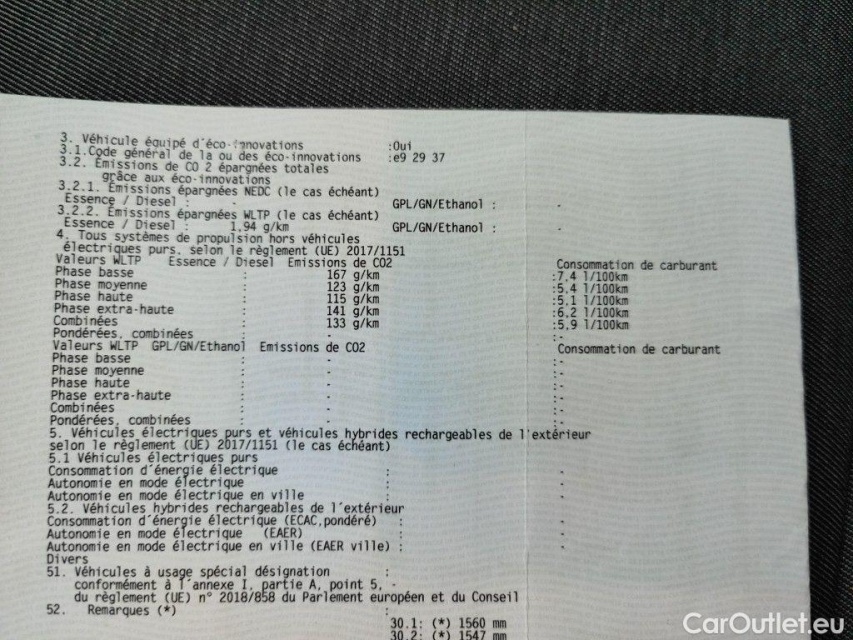 3. Véhicule équipé d'éco-innovations :Oui
3.1.Code général de la ou des éco-innovations :e9 29 37
3.2. Émissions de CO 2 épargnées totales
grâce aux éco-innovations
3.2.1. Émissions épargnées NEDC (le cas échéant)
Essence / Diesel : - GPL/GN/Ethanol : -
3.2.2. Émissions épargnées WLTP (le cas échéant)
Essence / Diesel : 1,94 g/km GPL/GN/Ethanol : -
4. Tous systèmes de propulsion hors véhicules
électriques purs. selon le règlement (UE) 2017/1151
Valeurs WLTP Essence / Diesel Emissions de CO2 Consommation de carburant
Phase basse : 167 g/km :7,4 l/100km
Phase moyenne : 123 g/km :5,4 l/100km
Phase haute : 115 g/km :5,1 l/100km
Phase extra-haute : 141 g/km :6,2 l/100km
Combinées : 133 g/km :5,9 l/100km
Pondérées, combinées : - :-
Valeurs WLTP GPL/GN/Ethanol Emissions de CO2 Consommation de carburant
Phase basse : - :-
Phase moyenne : - :-
Phase haute : - :-
Phase extra-haute : - :-
Combinées : - :-
Pondérées, combinées : - :-
5. Véhicules électriques purs et véhicules hybrides rechargeables de l'extérieur
selon le règlement (UE) 2017/1151 (le cas échéant)
5.1 Véhicules électriques purs
Consommation d'énergie électrique : -
Autonomie en mode électrique : -
Autonomie en mode électrique en ville : -
5.2. Véhicules hybrides rechargeables de l'extérieur
Consommation d'énergie électrique (ECAC,pondéré) : -
Autonomie en mode électrique (EAER) : -
Autonomie en mode électrique en ville (EAER ville) : -
Divers
51. Véhicules à usage spécial désignation :
conformément à l'annexe I, partie A, point 5, -
du règlement (UE) n° 2018/858 du Parlement européen et du Conseil
52. Remarques (*) :
30.1: (*) 1560 mm
30.2: (*) 1547 mm
CarOutlet.eu